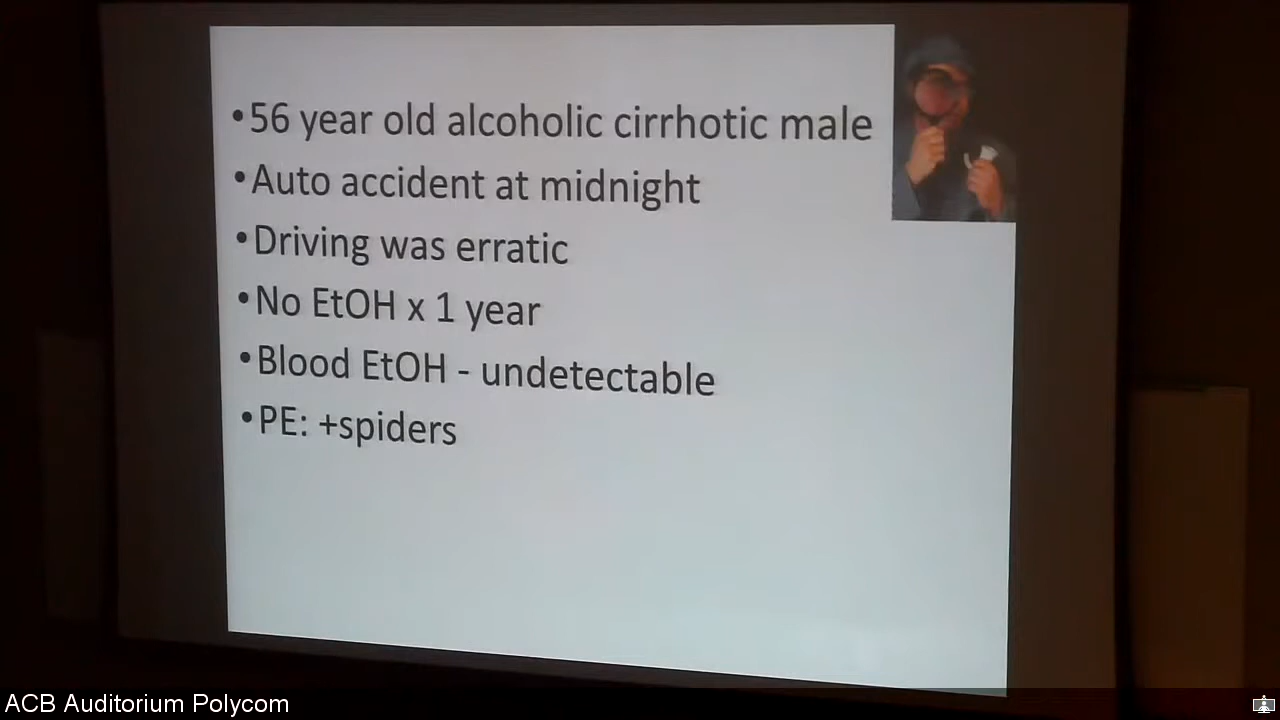 •56 year old alcoholic cirrhotic male
•Auto accident at midnight
•Driving was erratic
•No EtOH x 1 year
•Blood EtOH - undetectable
•PE: +spiders
ACB Auditorium Polycom